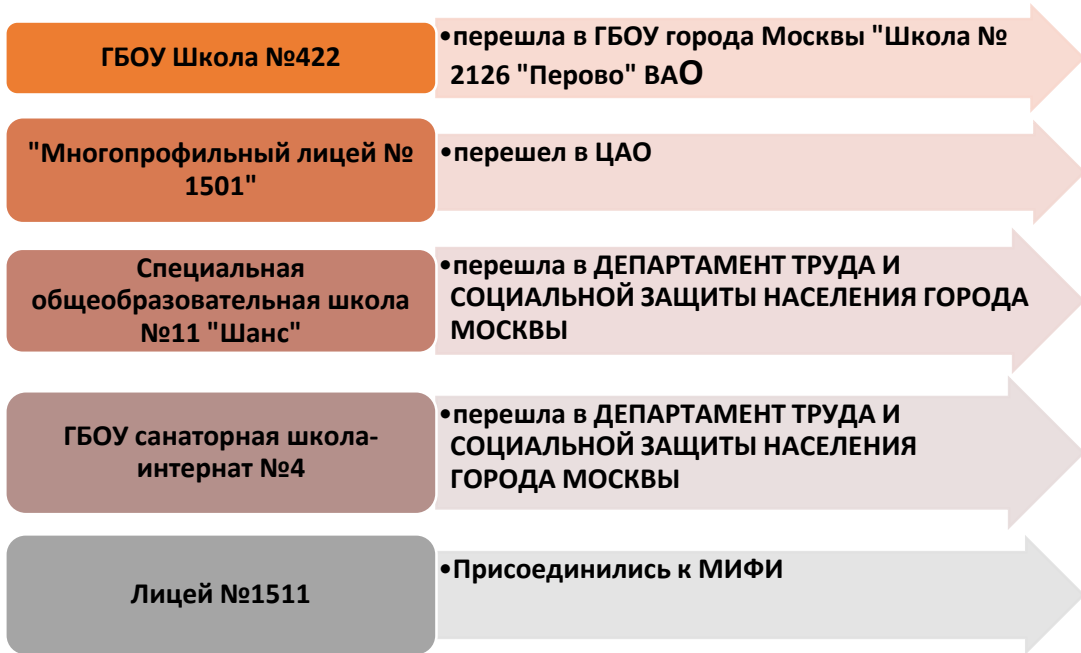 ГБОУ Школа №422
•перешла в ГБОУ города Москвы "Школа №
2126 "Перово" ВАО
"Многопрофильный лицей №
1501"
•перешел в ЦАО
Специальная
общеобразовательная школа
№11 "Шанс"
•перешла в ДЕПАРТАМЕНТ ТРУДА И
СОЦИАЛЬНОЙ ЗАЩИТЫ НАСЕЛЕНИЯ ГОРОДА
МОСКВЫ
ГБОУ санаторная школа-
интернат №4
•перешла в ДЕПАРТАМЕНТ ТРУДА И
СОЦИАЛЬНОЙ ЗАЩИТЫ НАСЕЛЕНИЯ
ГОРОДА МОСКВЫ
Лицей №1511
•Присоединились к МИФИ